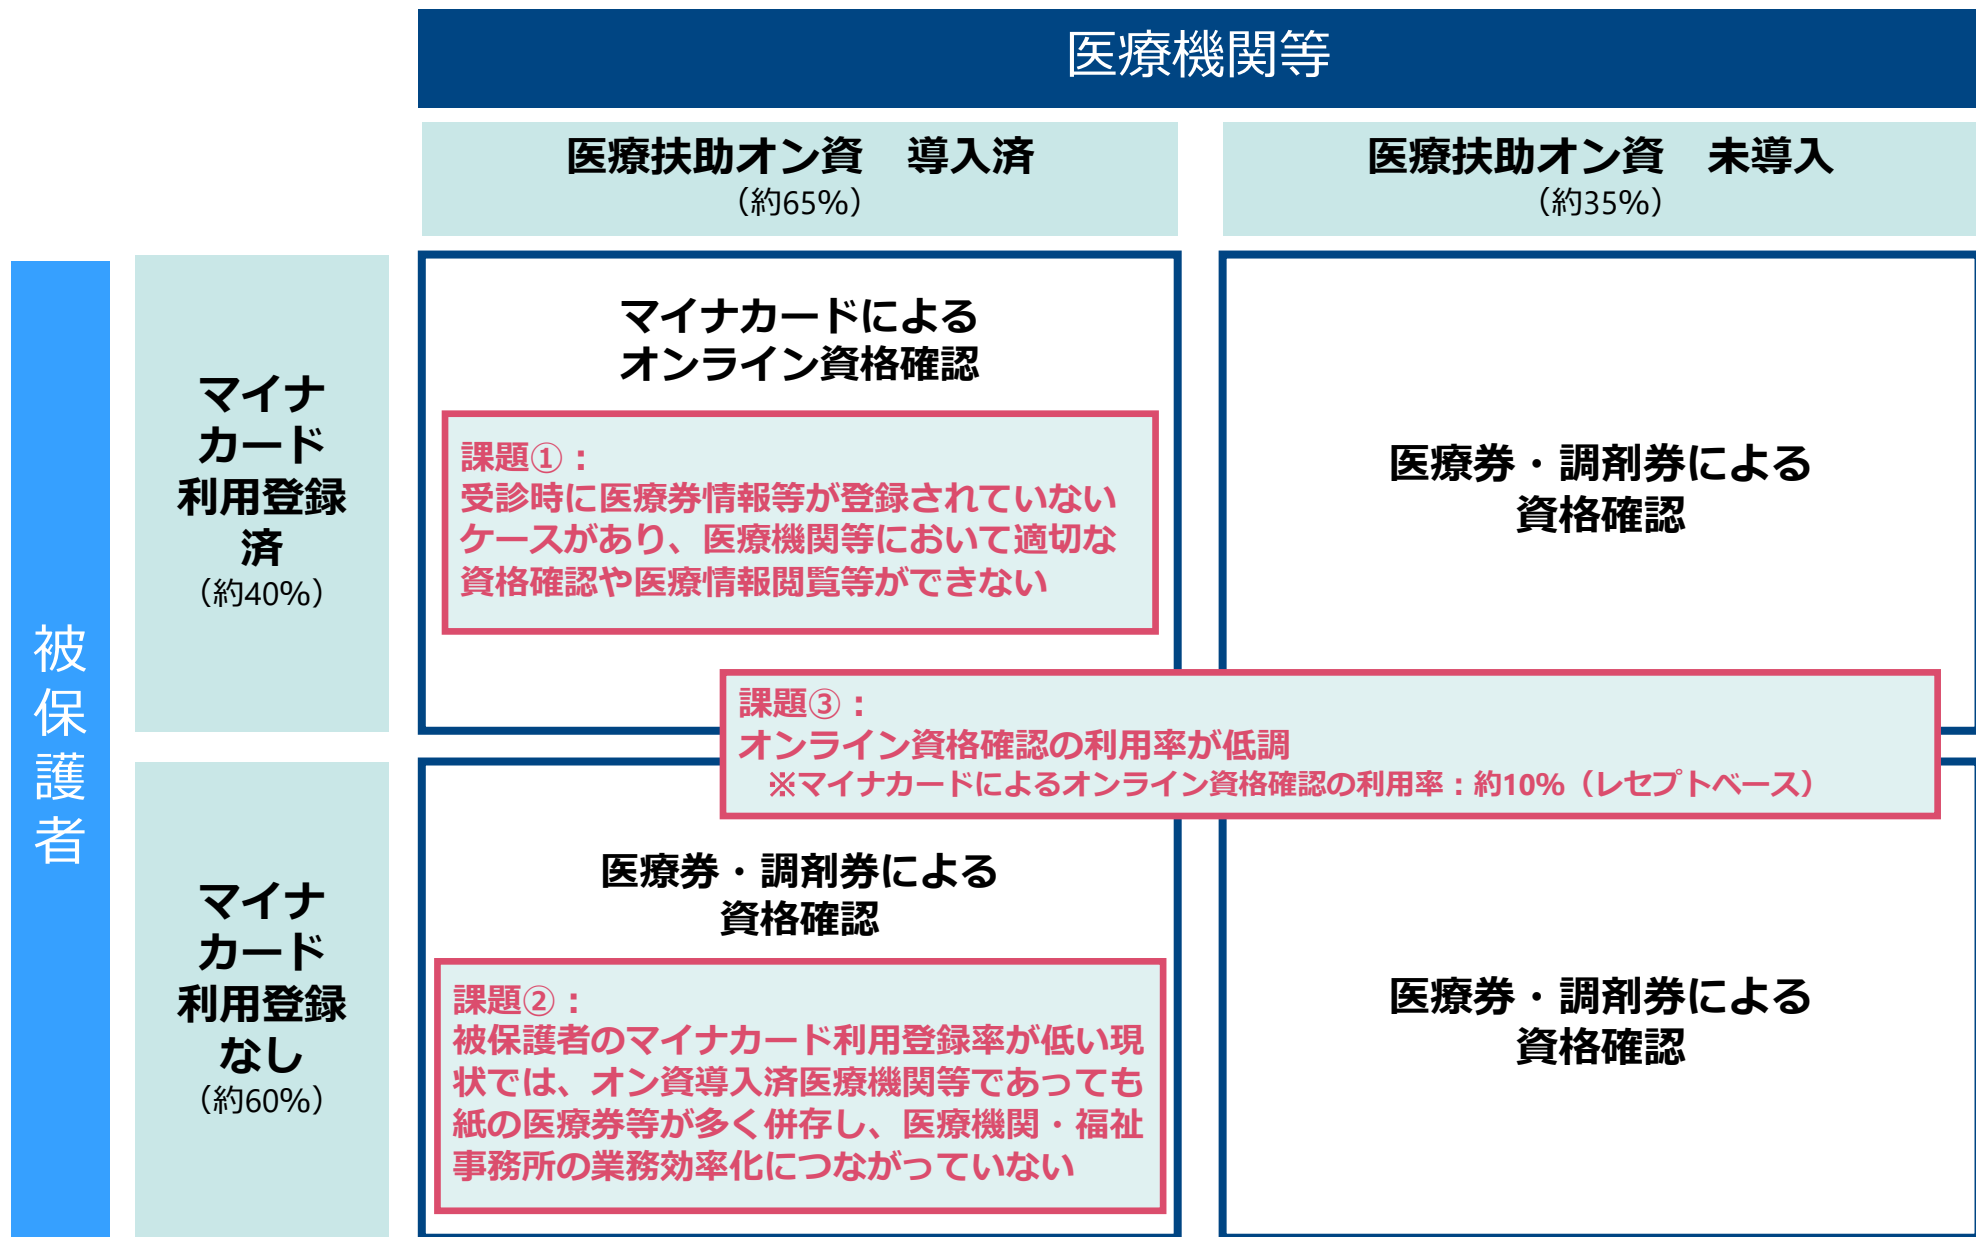 医療機関等
医療扶助オン資　導入済
（約65%）
医療扶助オン資　未導入
（約35%）
被保護者
マイナ
カード
利用登録
済
（約40%）
マイナカードによる
オンライン資格確認
課題①：
受診時に医療券情報等が登録されていない
ケースがあり、医療機関等において適切な
資格確認や医療情報閲覧等ができない
医療券・調剤券による
資格確認
課題③：
オンライン資格確認の利用率が低調
※マイナカードによるオンライン資格確認の利用率：約10%（レセプトベース）
マイナ
カード
利用登録
なし
（約60%）
医療券・調剤券による
資格確認
課題②：
被保護者のマイナカード利用登録率が低い現
状では、オン資導入済医療機関等であっても
紙の医療券等が多く併存し、医療機関・福祉
事務所の業務効率化につながっていない
医療券・調剤券による
資格確認